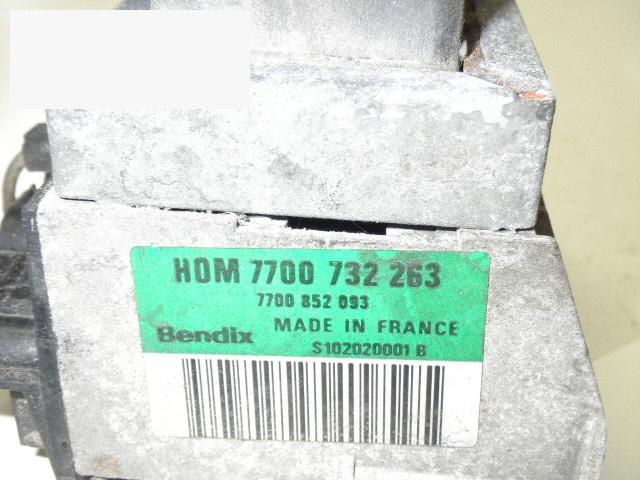 HOM 7700 732 263
7700 852 093
MADE IN FRANCE
Bendix
S102020001 B